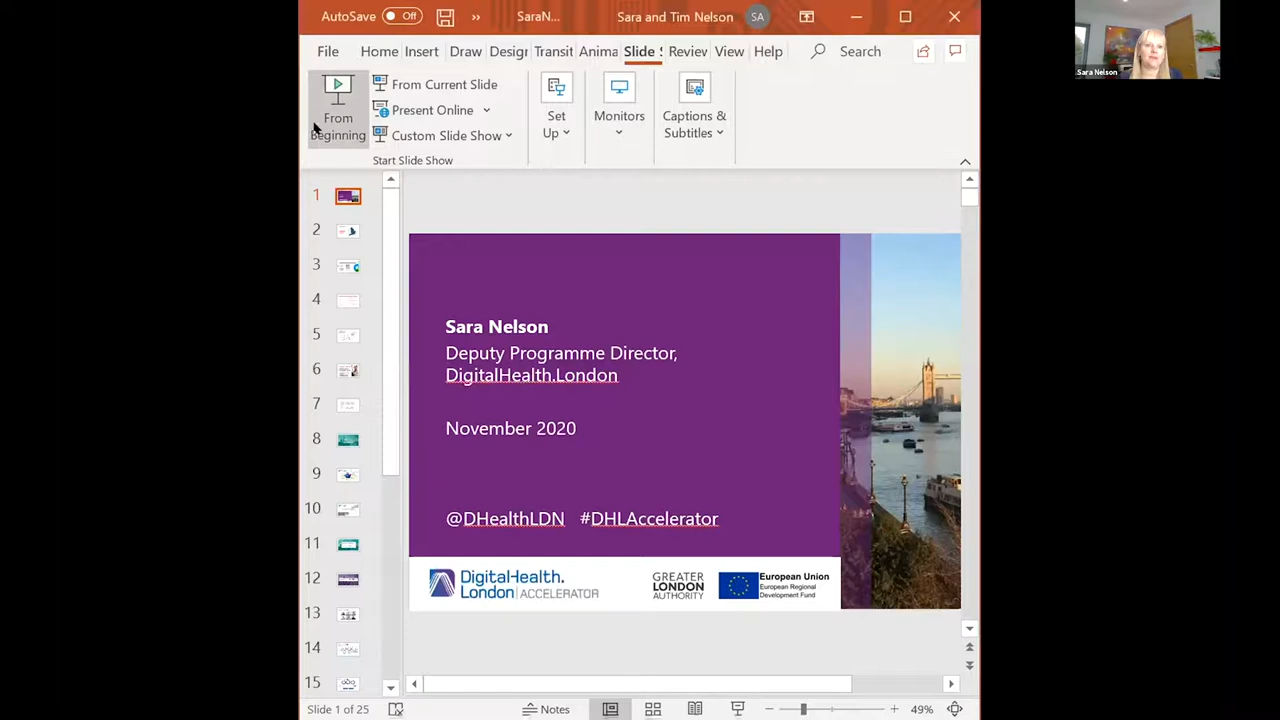 AutoSave Off SaraN... Sara and Tim Nelson SA
File Home Insert Draw Desigr Transit Anima Slide S Review View Help Search
From Beginning
From Current Slide
Present Online
Custom Slide Show
Start Slide Show
Set Up
Monitors
Captions & Subtitles
Sara Nelson
1
2
3
4
5
6
7
8
9
10
11
12
13
14
15
Sara Nelson
Deputy Programme Director,
DigitalHealth.London
November 2020
@DHealthLDN #DHLAccelerator
DigitalHealth.
London ACCELERATOR
GREATER
LONDON
AUTHORITY
European Union
European Regional
Development Fund
Slide 1 of 25 Notes 49%